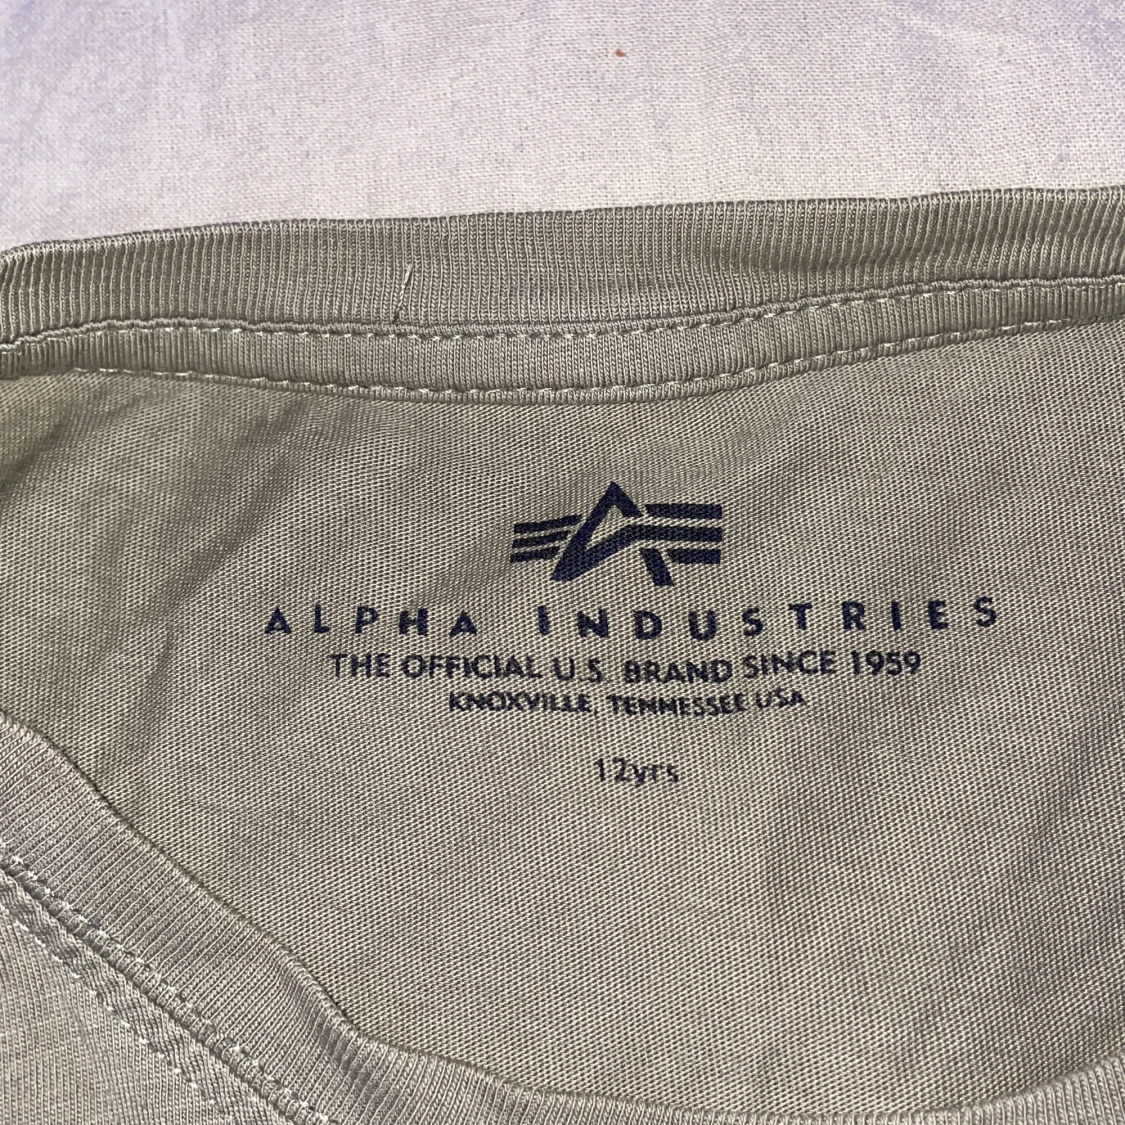 ALPHA INDUSTRIES
THE OFFICIAL U.S. BRAND SINCE 1959
KNOXVILLE, TENNESSEE USA
12yrs